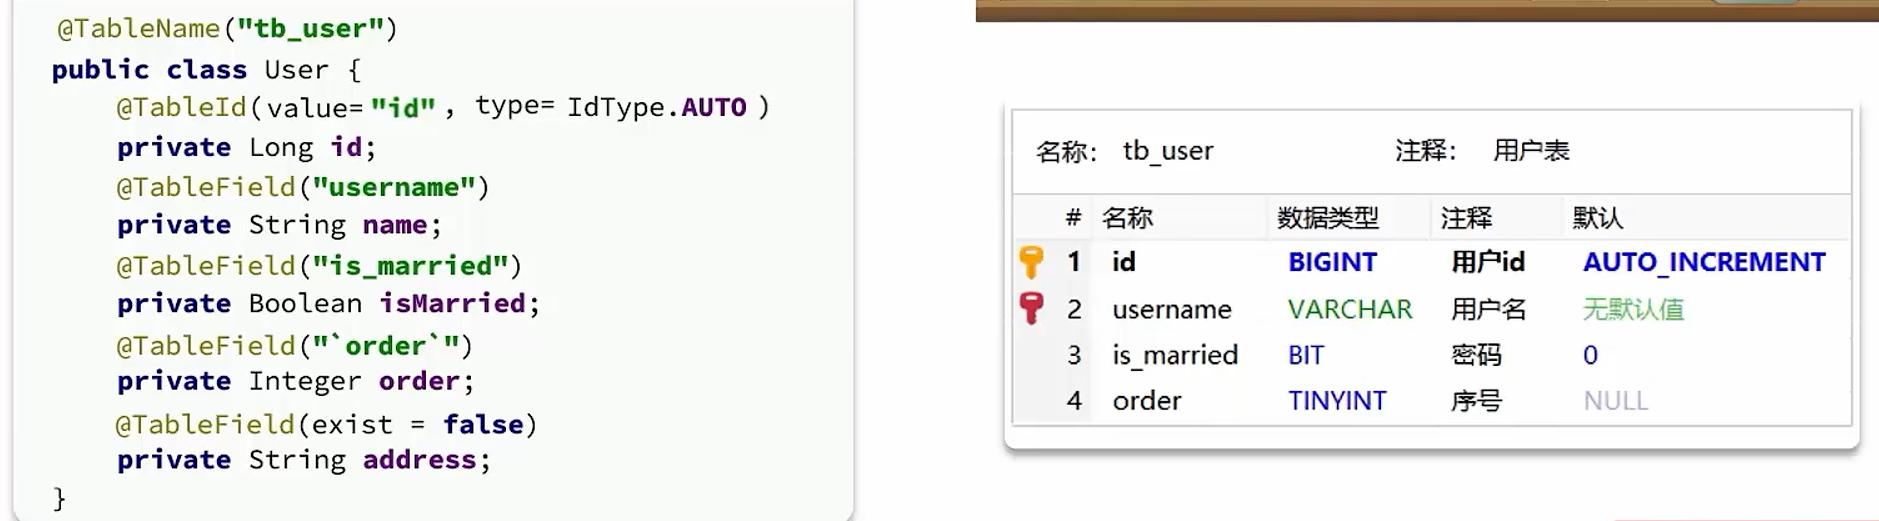 @TableName("tb_user")
public class User {
@TableId(value= "id" , type= IdType.AUTO )
private Long id;
@TableField("username")
private String name;
@TableField("is_married")
private Boolean isMarried;
@TableField("`order`")
private Integer order;
@TableField(exist = false)
private String address;
}
名称: tb_user 注释: 用户表
# 名称 数据类型 注释 默认
1 id BIGINT 用户id AUTO_INCREMENT
2 username VARCHAR 用户名 无默认值
3 is_married BIT 密码 0
4 order TINYINT 序号 NULL